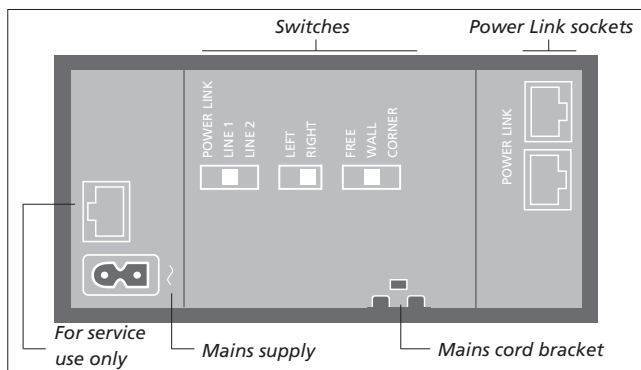 Switches
Power Link sockets
POWER LINK
LINE 1
LINE 2
LEFT
RIGHT
FREE
WALL
CORNER
POWER LINK
~
For service
use only
Mains supply
Mains cord bracket